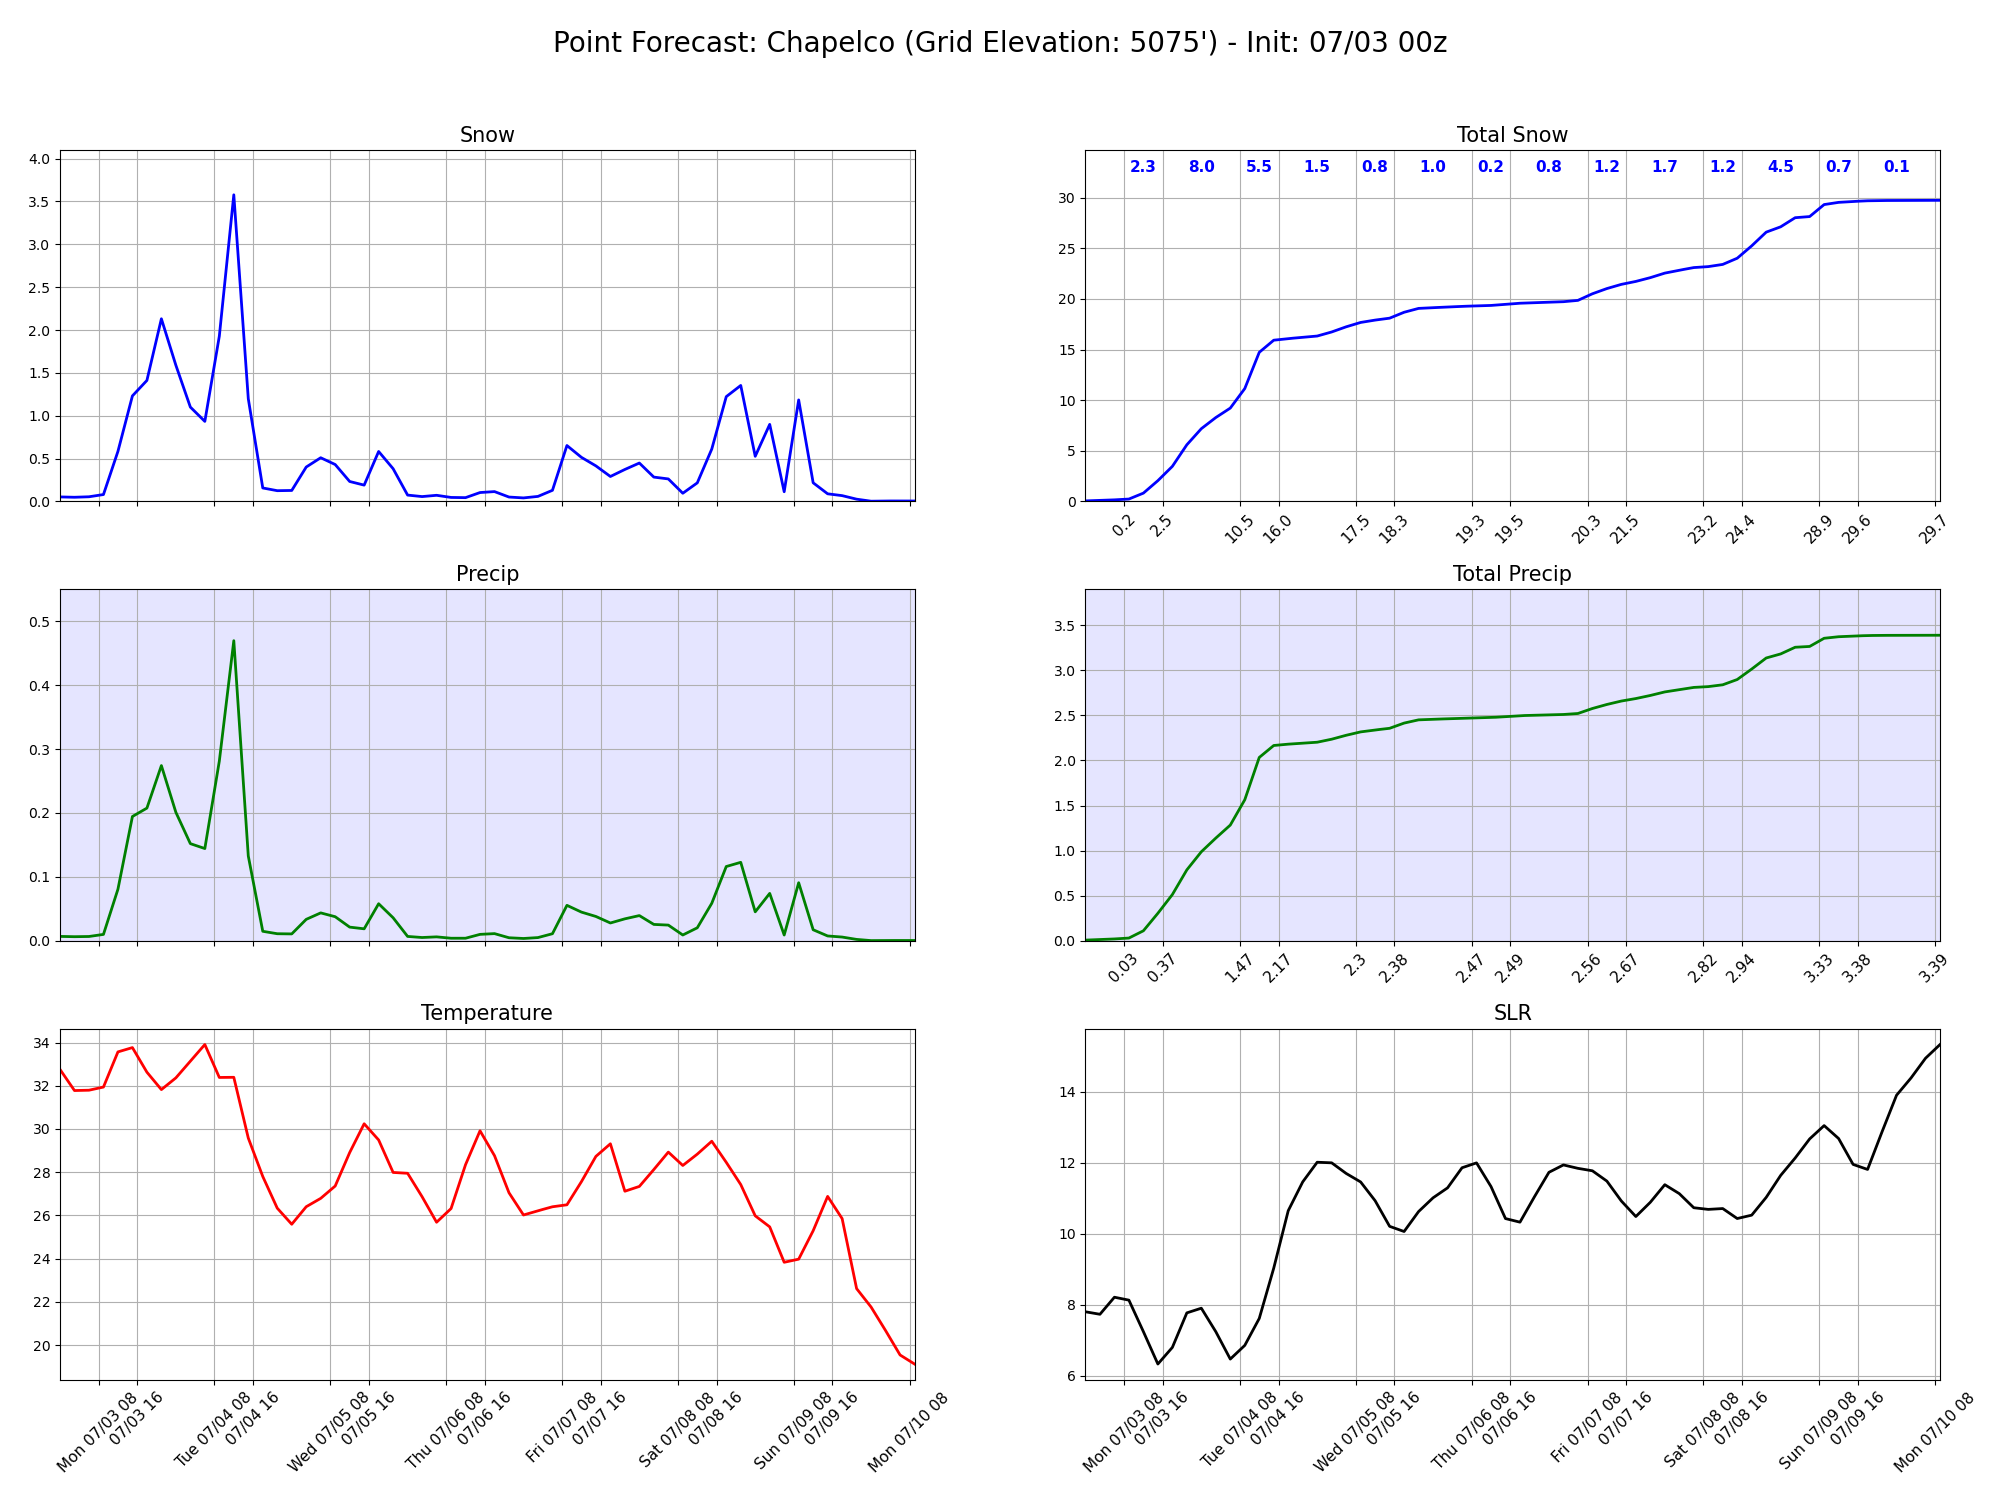 Point Forecast: Chapelco (Grid Elevation: 5075') - Init: 07/03 00z
Snow
4.0
3.5
3.0
2.5
2.0
1.5
1.0
0.5
0.0
Total Snow
2.3 8.0 5.5 1.5 0.8 1.0 0.2 0.8 1.2 1.7 1.2 4.5 0.7 0.1
30
25
20
15
10
5
0
0.2 2.5 10.5 16.0 17.5 18.3 19.3 19.5 20.3 21.5 23.2 24.4 28.9 29.6 29.7
Precip
0.5
0.4
0.3
0.2
0.1
0.0
Total Precip
3.5
3.0
2.5
2.0
1.5
1.0
0.5
0.0
0.03 0.37 1.47 2.17 2.3 2.38 2.47 2.49 2.56 2.67 2.82 2.94 3.33 3.38 3.39
Temperature
34
32
30
28
26
24
22
20
Mon 07/03 08
07/03 16
Tue 07/04 08
07/04 16
Wed 07/05 08
07/05 16
Thu 07/06 08
07/06 16
Fri 07/07 08
07/07 16
Sat 07/08 08
07/08 16
Sun 07/09 08
07/09 16
Mon 07/10 08
SLR
14
12
10
8
6
Mon 07/03 08
07/03 16
Tue 07/04 08
07/04 16
Wed 07/05 08
07/05 16
Thu 07/06 08
07/06 16
Fri 07/07 08
07/07 16
Sat 07/08 08
07/08 16
Sun 07/09 08
07/09 16
Mon 07/10 08